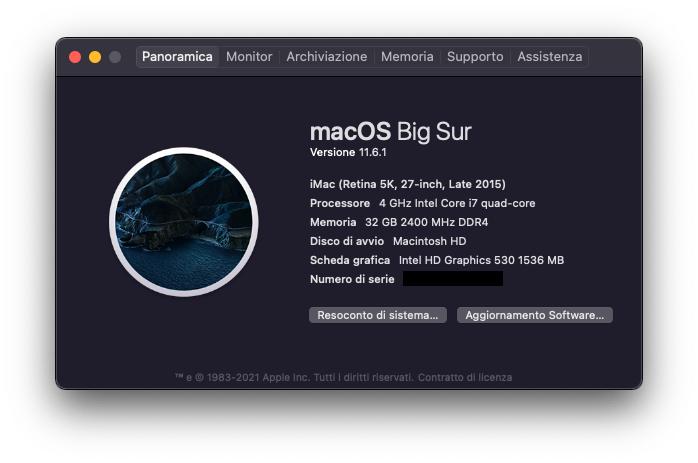 Panoramica Monitor Archiviazione Memoria Supporto Assistenza
macOS Big Sur
Versione 11.6.1
iMac (Retina 5K, 27-inch, Late 2015)
Processore 4 GHz Intel Core i7 quad-core
Memoria 32 GB 2400 MHz DDR4
Disco di avvio Macintosh HD
Scheda grafica Intel HD Graphics 530 1536 MB
Numero di serie
Resoconto di sistema... Aggiornamento Software...
™ e © 1983-2021 Apple Inc. Tutti i diritti riservati. Contratto di licenza